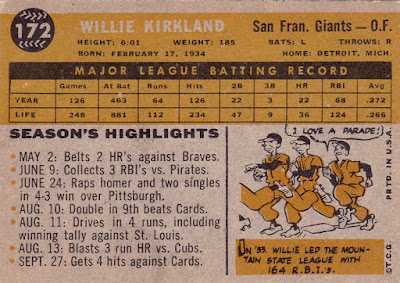 172
WILLIE KIRKLAND
San Fran. Giants — O.F.
HEIGHT: 6:01 WEIGHT: 185 BATS: L THROWS: R
BORN: FEBRUARY 17, 1934 HOME: DETROIT, MICH.
MAJOR LEAGUE BATTING RECORD
Games At Bat Runs Hits 2B 3B HR RBI Avg
YEAR 126 463 64 126 22 3 22 68 .272
LIFE 248 881 112 234 47 9 36 124 .266
SEASON'S HIGHLIGHTS
• MAY 2: Belts 2 HR's against Braves.
• JUNE 9: Collects 3 RBI's vs. Pirates.
• JUNE 24: Raps homer and two singles
in 4-3 win over Pittsburgh.
• AUG. 10: Double in 9th beats Cards.
• AUG. 11: Drives in 4 runs, including
winning tally against St. Louis.
• AUG. 13: Blasts 3 run HR vs. Cubs.
• SEPT. 27: Gets 4 hits against Cards.
I LOVE A PARADE!
IN '55, WILLIE LED THE MOUN-
TAIN STATE LEAGUE WITH
164 R.B.I.'S.
©T.C.G. PRTD. IN U.S.A.